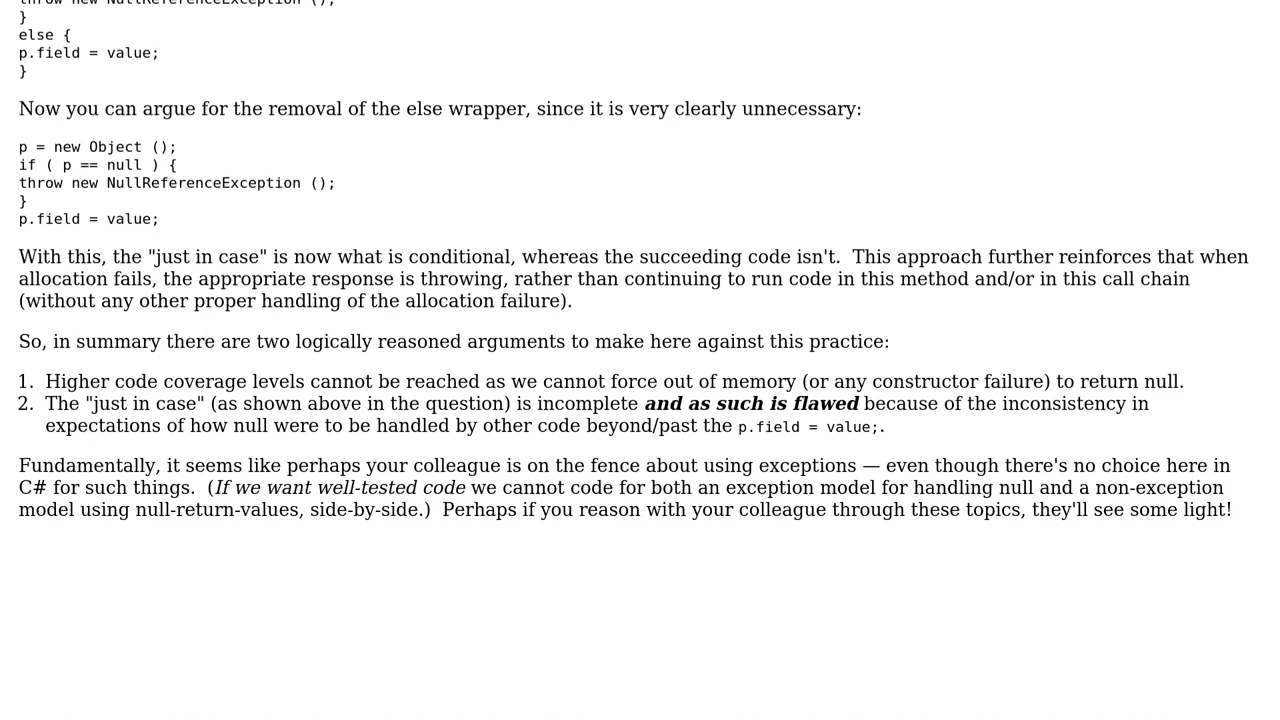 throw new NullReferenceException ();
}
else {
p.field = value;
}
Now you can argue for the removal of the else wrapper, since it is very clearly unnecessary:
p = new Object ();
if ( p == null ) {
throw new NullReferenceException ();
}
p.field = value;
With this, the "just in case" is now what is conditional, whereas the succeeding code isn't.  This approach further reinforces that when
allocation fails, the appropriate response is throwing, rather than continuing to run code in this method and/or in this call chain
(without any other proper handling of the allocation failure).
So, in summary there are two logically reasoned arguments to make here against this practice:
1. Higher code coverage levels cannot be reached as we cannot force out of memory (or any constructor failure) to return null.
2. The "just in case" (as shown above in the question) is incomplete and as such is flawed because of the inconsistency in
expectations of how null were to be handled by other code beyond/past the p.field = value;.
Fundamentally, it seems like perhaps your colleague is on the fence about using exceptions — even though there's no choice here in
C# for such things.  (If we want well-tested code we cannot code for both an exception model for handling null and a non-exception
model using null-return-values, side-by-side.)  Perhaps if you reason with your colleague through these topics, they'll see some light!